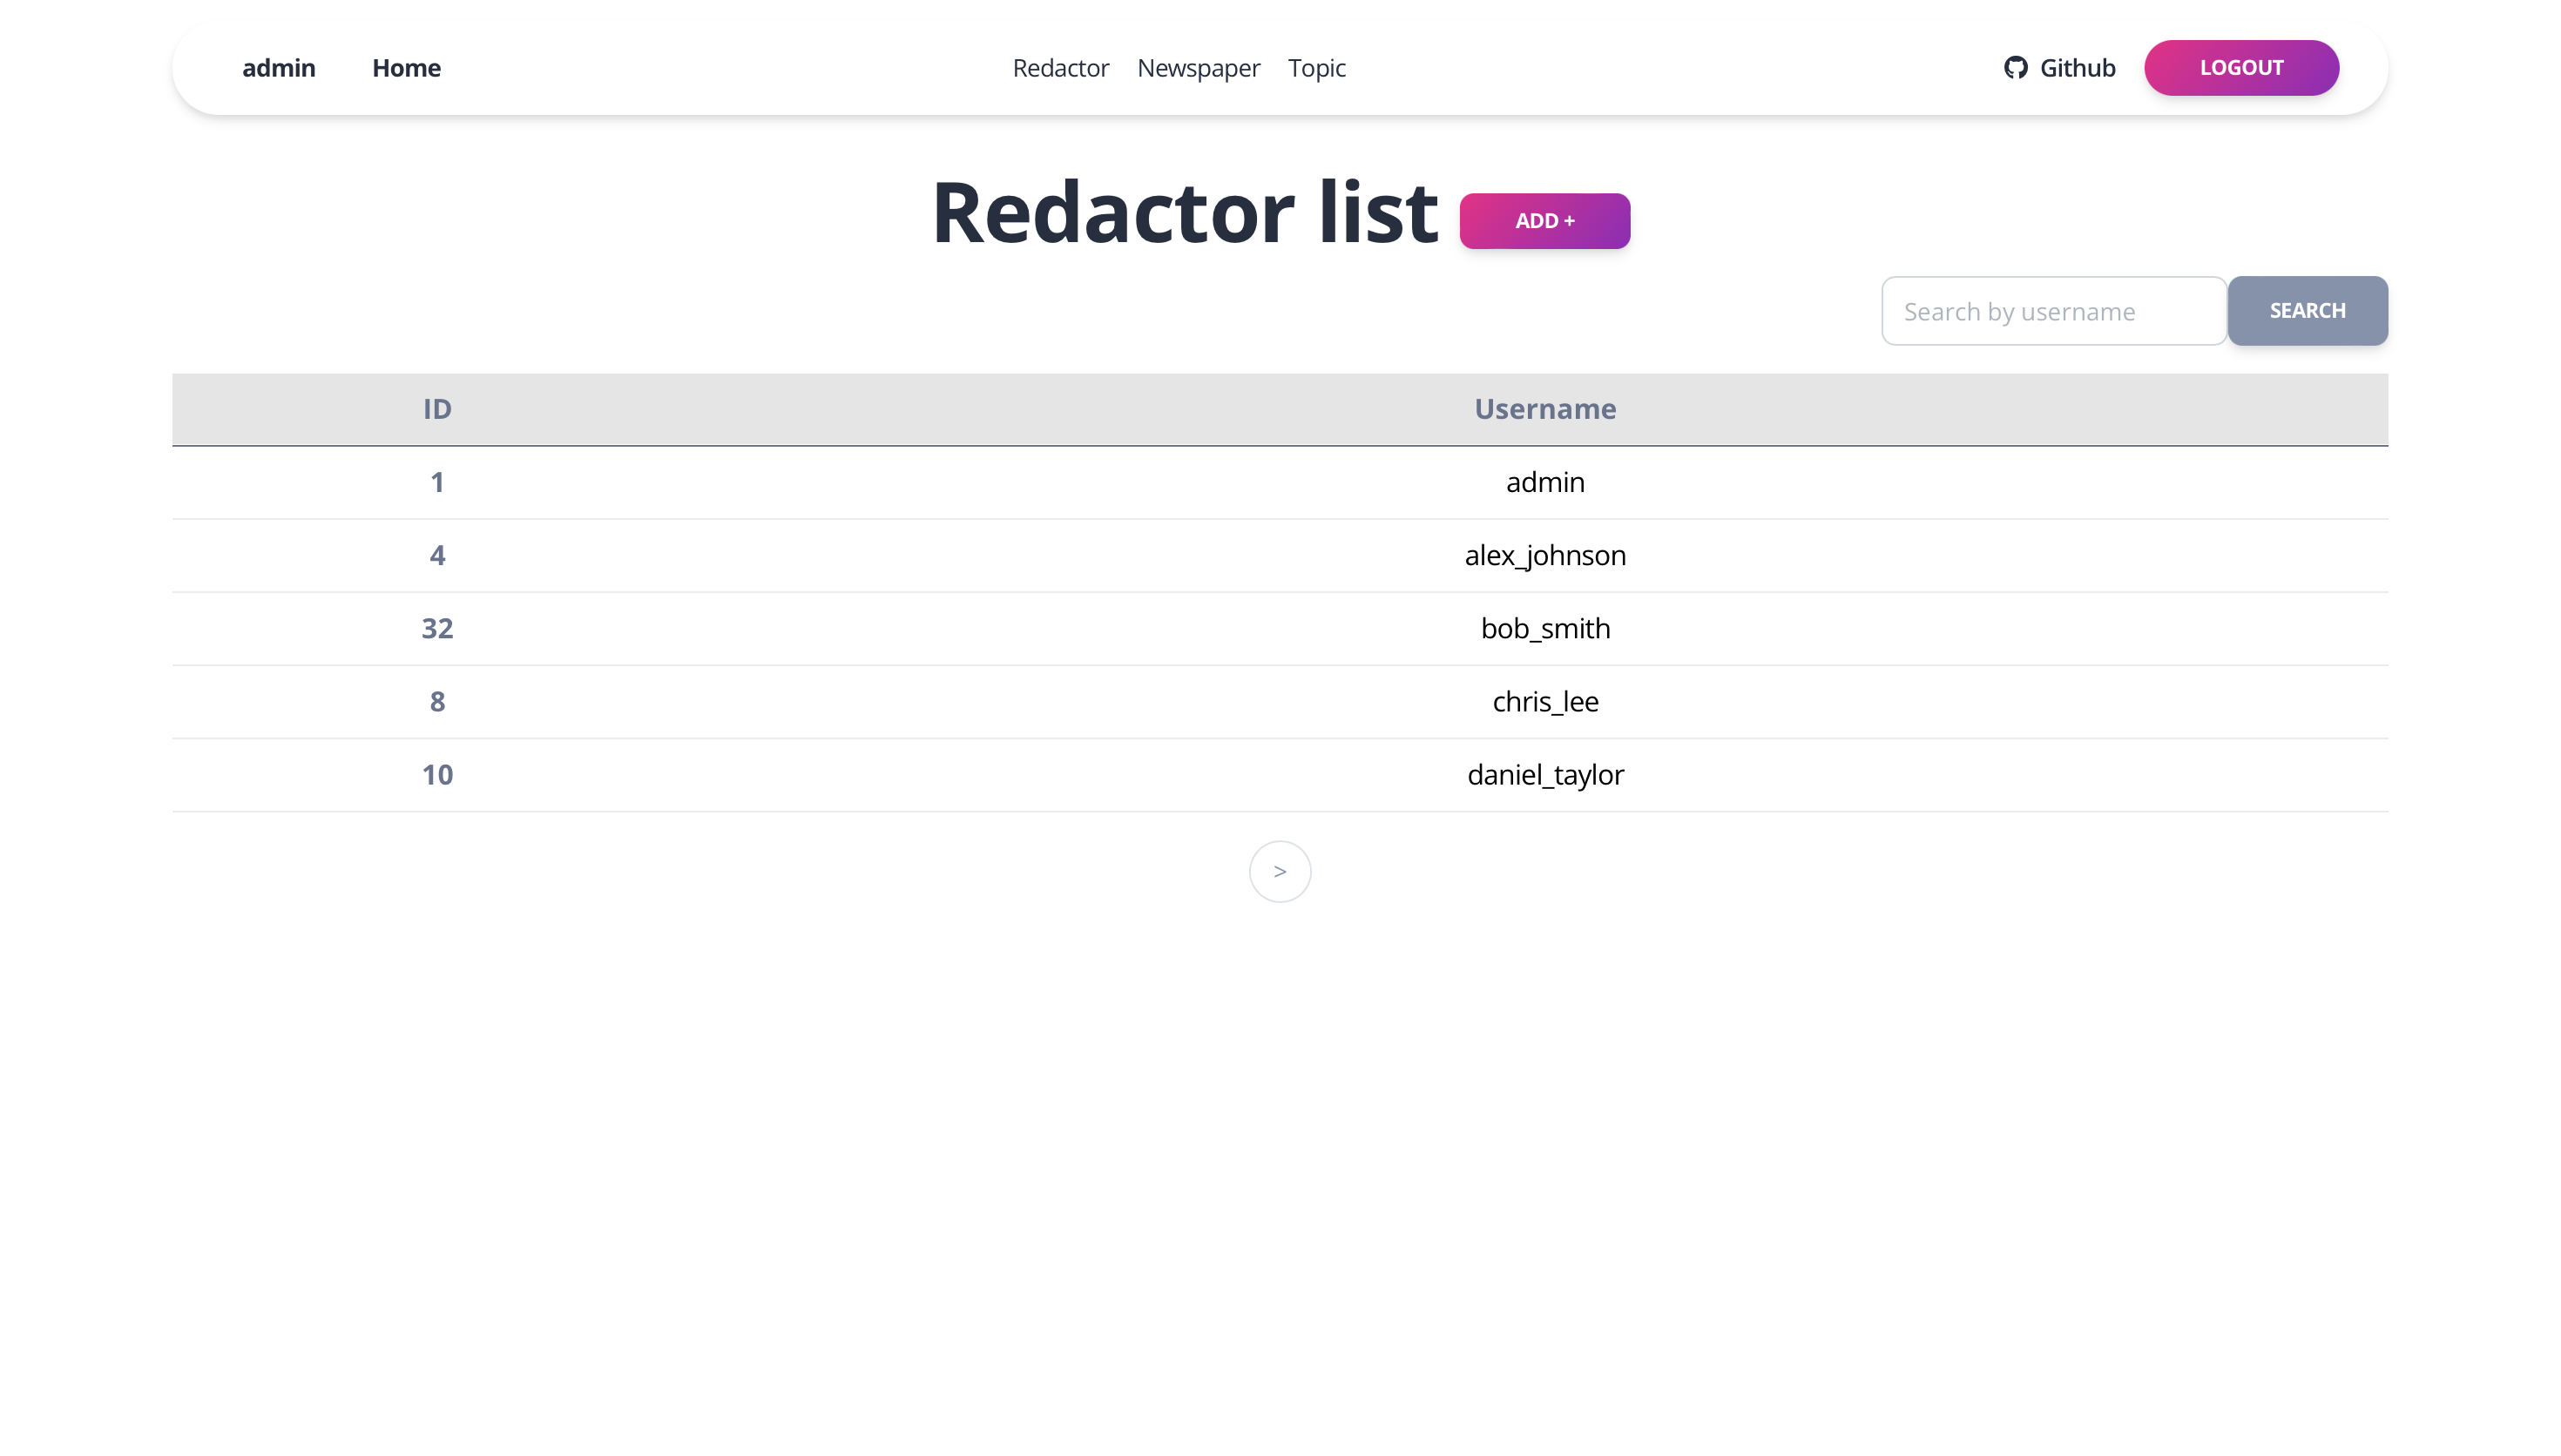 admin Home Redactor Newspaper Topic Github LOGOUT
Redactor list ADD +
Search by username SEARCH
ID Username
1 admin
4 alex_johnson
32 bob_smith
8 chris_lee
10 daniel_taylor
>